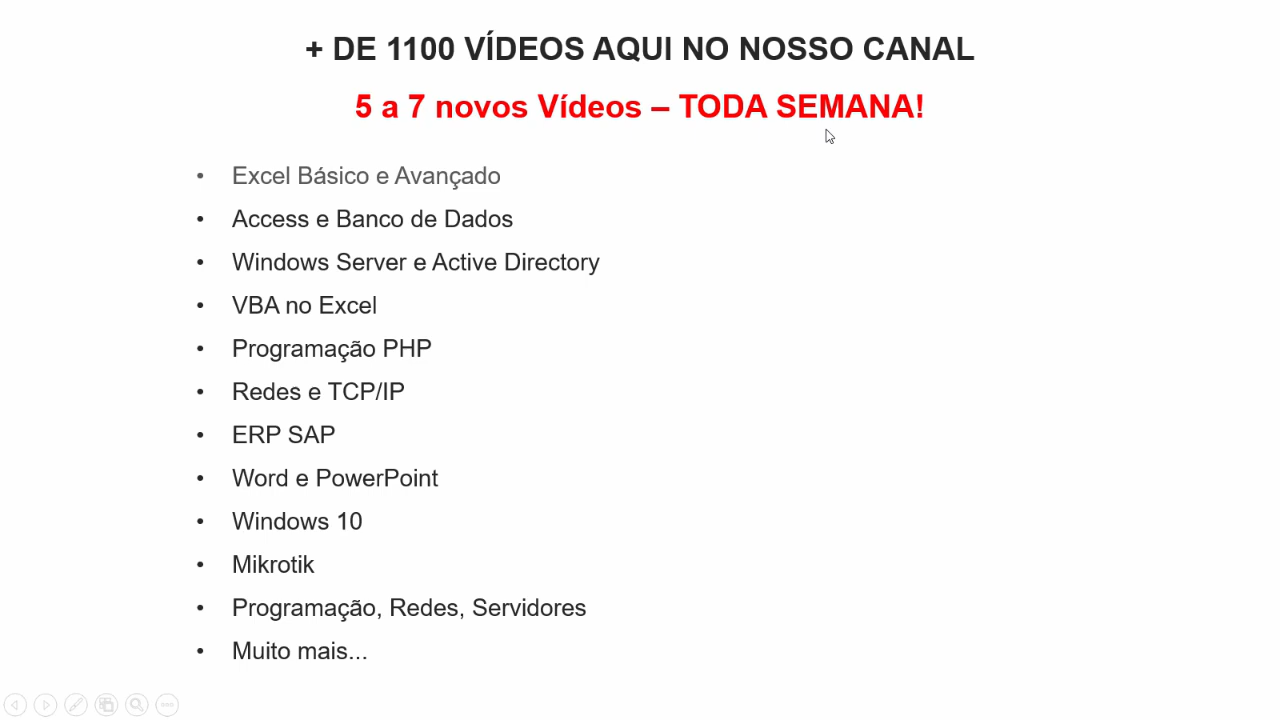 + DE 1100 VÍDEOS AQUI NO NOSSO CANAL
5 a 7 novos Vídeos – TODA SEMANA!
• Excel Básico e Avançado
• Access e Banco de Dados
• Windows Server e Active Directory
• VBA no Excel
• Programação PHP
• Redes e TCP/IP
• ERP SAP
• Word e PowerPoint
• Windows 10
• Mikrotik
• Programação, Redes, Servidores
• Muito mais...